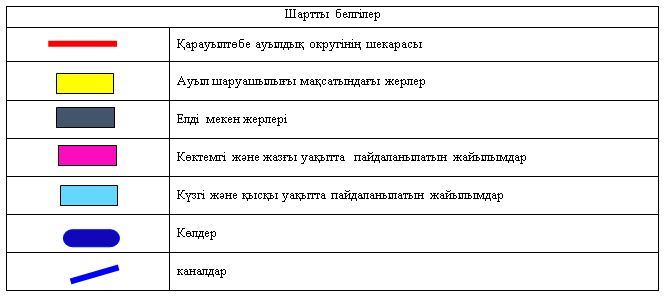 Шартты белгілер
Қарауылтөбе ауылдық округінің шекарасы
Ауыл шаруашылығы мақсатындағы жерлер
Елді мекен жерлері
Көктемгі және жазғы уақытта пайдаланылатын жайылымдар
Күзгі және қысқы уақытта пайдаланылатын жайылымдар
Көлдер
каналдар